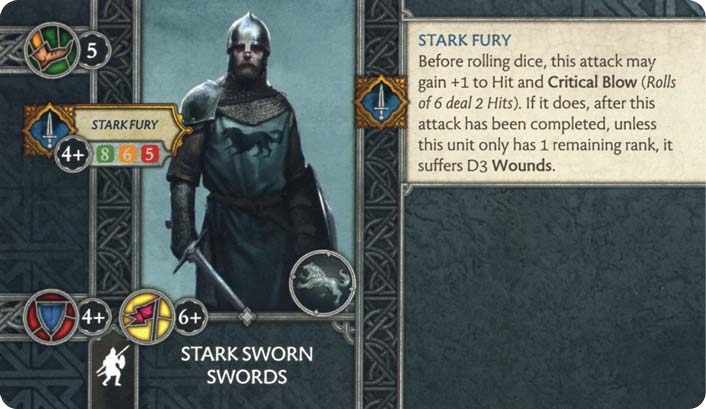 5
STARK FURY
4+
8 6 5
4+
6+
STARK SWORN
SWORDS
STARK FURY
Before rolling dice, this attack may
gain +1 to Hit and Critical Blow (Rolls
of 6 deal 2 Hits). If it does, after this
attack has been completed, unless
this unit only has 1 remaining rank, it
suffers D3 Wounds.